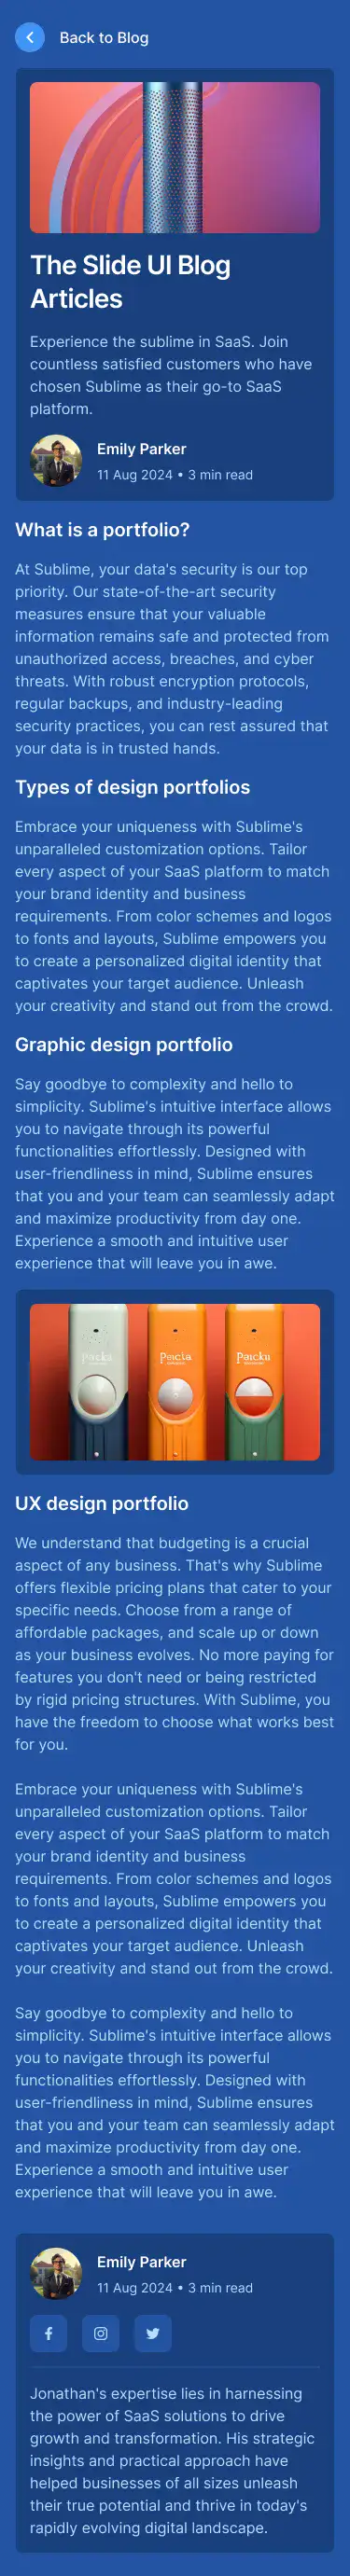 Back to Blog
The Slide UI Blog
Articles
Experience the sublime in SaaS. Join
countless satisfied customers who have
chosen Sublime as their go-to SaaS
platform.
Emily Parker
11 Aug 2024 • 3 min read
What is a portfolio?
At Sublime, your data's security is our top
priority. Our state-of-the-art security
measures ensure that your valuable
information remains safe and protected from
unauthorized access, breaches, and cyber
threats. With robust encryption protocols,
regular backups, and industry-leading
security practices, you can rest assured that
your data is in trusted hands.
Types of design portfolios
Embrace your uniqueness with Sublime's
unparalleled customization options. Tailor
every aspect of your SaaS platform to match
your brand identity and business
requirements. From color schemes and logos
to fonts and layouts, Sublime empowers you
to create a personalized digital identity that
captivates your target audience. Unleash
your creativity and stand out from the crowd.
Graphic design portfolio
Say goodbye to complexity and hello to
simplicity. Sublime's intuitive interface allows
you to navigate through its powerful
functionalities effortlessly. Designed with
user-friendliness in mind, Sublime ensures
that you and your team can seamlessly adapt
and maximize productivity from day one.
Experience a smooth and intuitive user
experience that will leave you in awe.
UX design portfolio
We understand that budgeting is a crucial
aspect of any business. That's why Sublime
offers flexible pricing plans that cater to your
specific needs. Choose from a range of
affordable packages, and scale up or down
as your business evolves. No more paying for
features you don't need or being restricted
by rigid pricing structures. With Sublime, you
have the freedom to choose what works best
for you.
Embrace your uniqueness with Sublime's
unparalleled customization options. Tailor
every aspect of your SaaS platform to match
your brand identity and business
requirements. From color schemes and logos
to fonts and layouts, Sublime empowers you
to create a personalized digital identity that
captivates your target audience. Unleash
your creativity and stand out from the crowd.
Say goodbye to complexity and hello to
simplicity. Sublime's intuitive interface allows
you to navigate through its powerful
functionalities effortlessly. Designed with
user-friendliness in mind, Sublime ensures
that you and your team can seamlessly adapt
and maximize productivity from day one.
Experience a smooth and intuitive user
experience that will leave you in awe.
Emily Parker
11 Aug 2024 • 3 min read
Jonathan's expertise lies in harnessing
the power of SaaS solutions to drive
growth and transformation. His strategic
insights and practical approach have
helped businesses of all sizes unleash
their true potential and thrive in today's
rapidly evolving digital landscape.